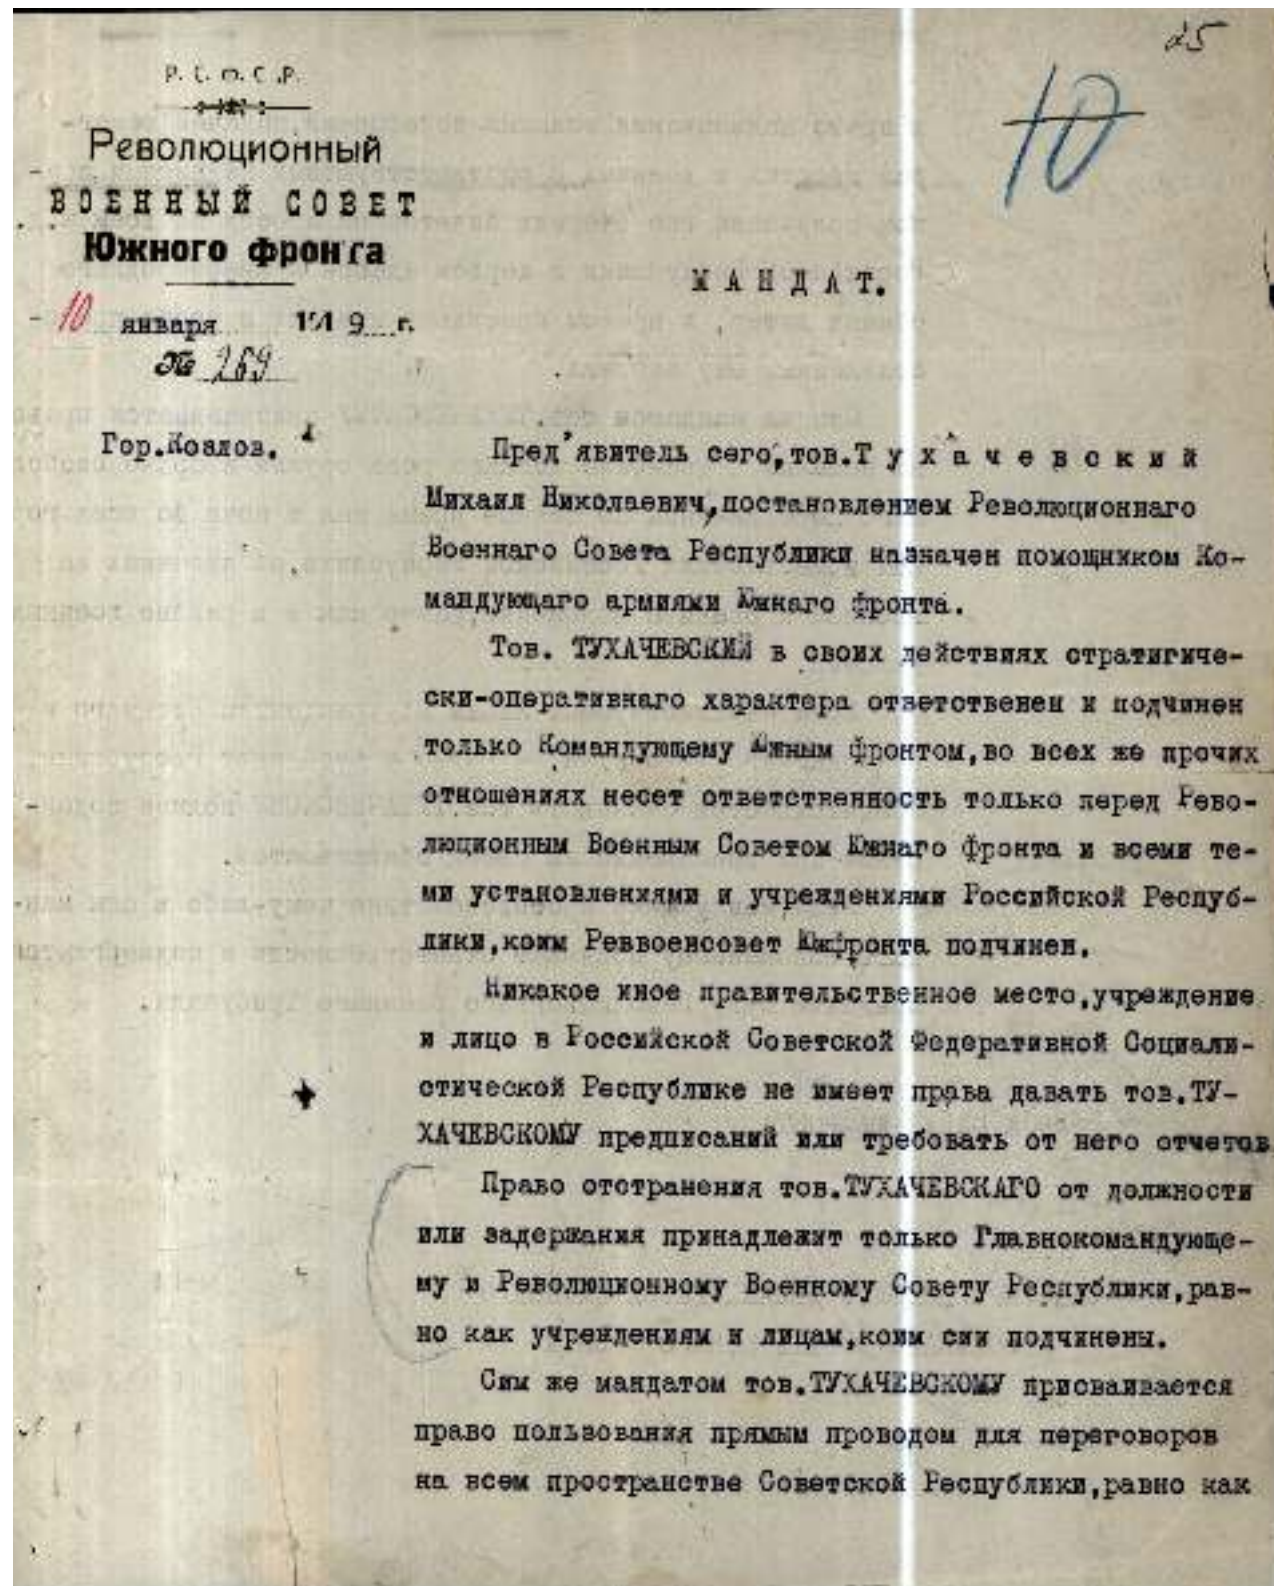 25
10
Р. С. Ф. С. Р.
Революционный
ВОЕННЫЙ СОВЕТ
Южного фронта
10 января 1919 г.
№ 269
Гор.Козлов.
МАНДАТ.
Пред'явитель сего,тов.Тухачевский
Михаил Николаевич,постановлением Революционнаго
Военнаго Совета Республики назначен помощником Ко-
мандующаго армиями Южнаго фронта.
Тов. ТУХАЧЕВСКИЙ в своих действиях стратигиче-
ски-оперативнаго характера ответственен и подчинен
только Командующему Южным фронтом,во всех же прочих
отношениях несет ответственность только перед Рево-
люционным Военным Советом Южнаго фронта и всеми те-
ми установлениями и учреждениями Российской Респуб-
лики,коим Реввоенсовет Южфронта подчинен.
Никакое иное правительственное место,учреждение
и лицо в Российской Советской Федеративной Социали-
стической Республике не имеет права давать тов.ТУ-
ХАЧЕВСКОМУ предписаний или требовать от него отчетов
Право отстранения тов.ТУХАЧЕВСКАГО от должности
или задержания принадлежит только Главнокомандующе-
му и Революционному Военному Совету Республики,рав-
но как учреждениям и лицам,коим сии подчинены.
Сим же мандатом тов.ТУХАЧЕВСКОМУ присваивается
право пользования прямым проводом для переговоров
на всем пространстве Советской Республики,равно как